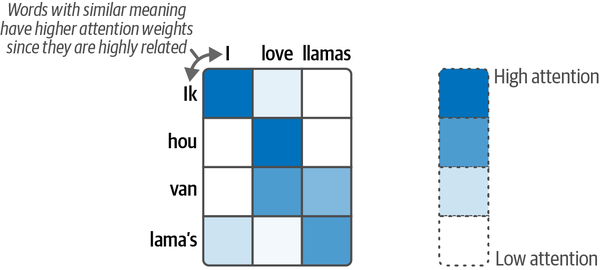 Words with similar meaning
have higher attention weights
since they are highly related
I love llamas
Ik
hou
van
lama's
High attention
Low attention